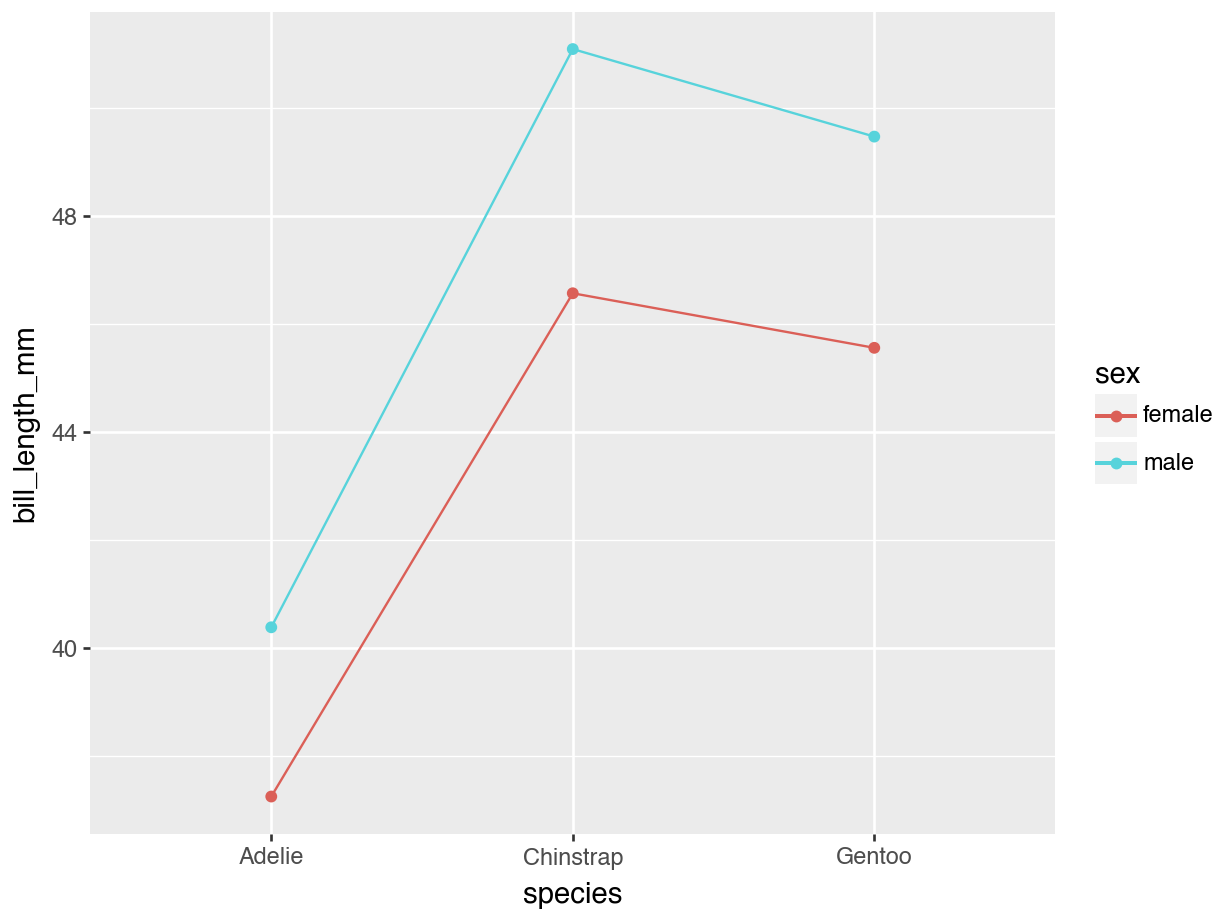 bill_length_mm
48
44
40
Adelie
Chinstrap
Gentoo
species
sex
female
male